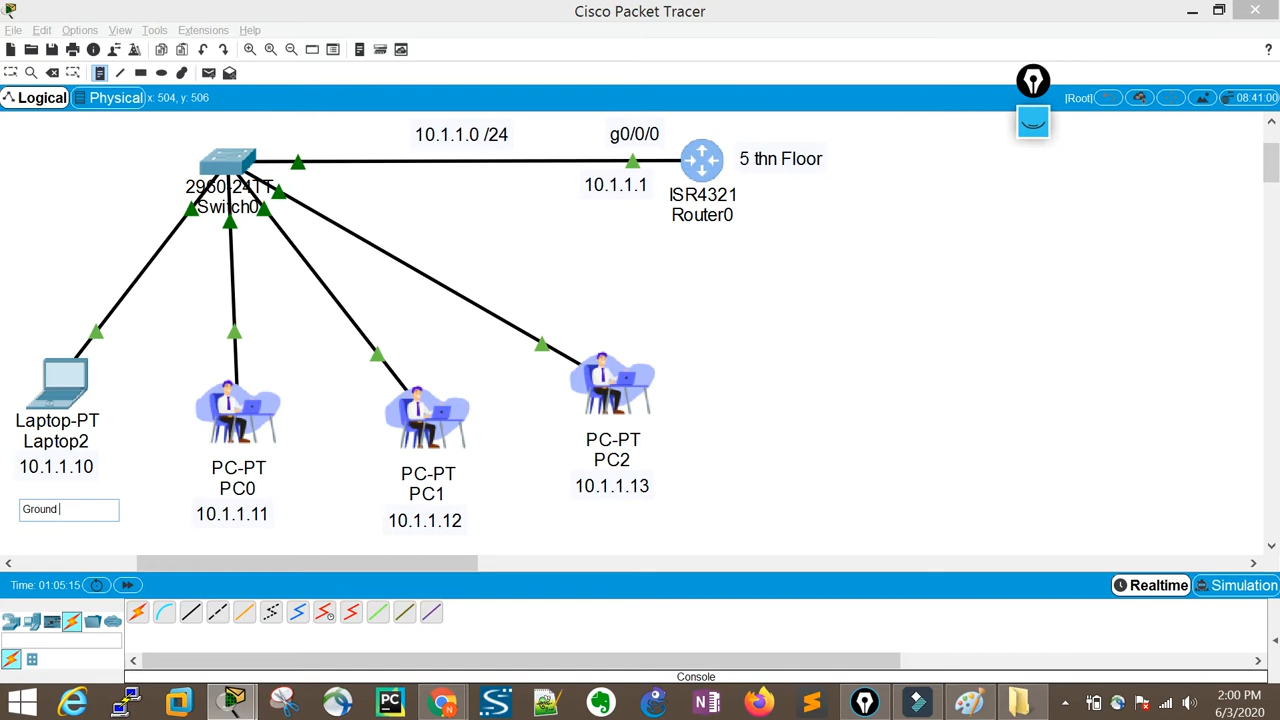 Cisco Packet Tracer
File Edit Options View Tools Extensions Help
?
Logical Physical x: 504, y: 506 [Root] 08:41:00
10.1.1.0 /24 g0/0/0
5 thn Floor
10.1.1.1
2960-24TT
Switch0
ISR4321
Router0
Laptop-PT
Laptop2
10.1.1.10
PC-PT
PC0
10.1.1.11
PC-PT
PC1
10.1.1.12
PC-PT
PC2
10.1.1.13
Ground
Time: 01:05:15 Realtime Simulation
Console
2:00 PM
6/3/2020